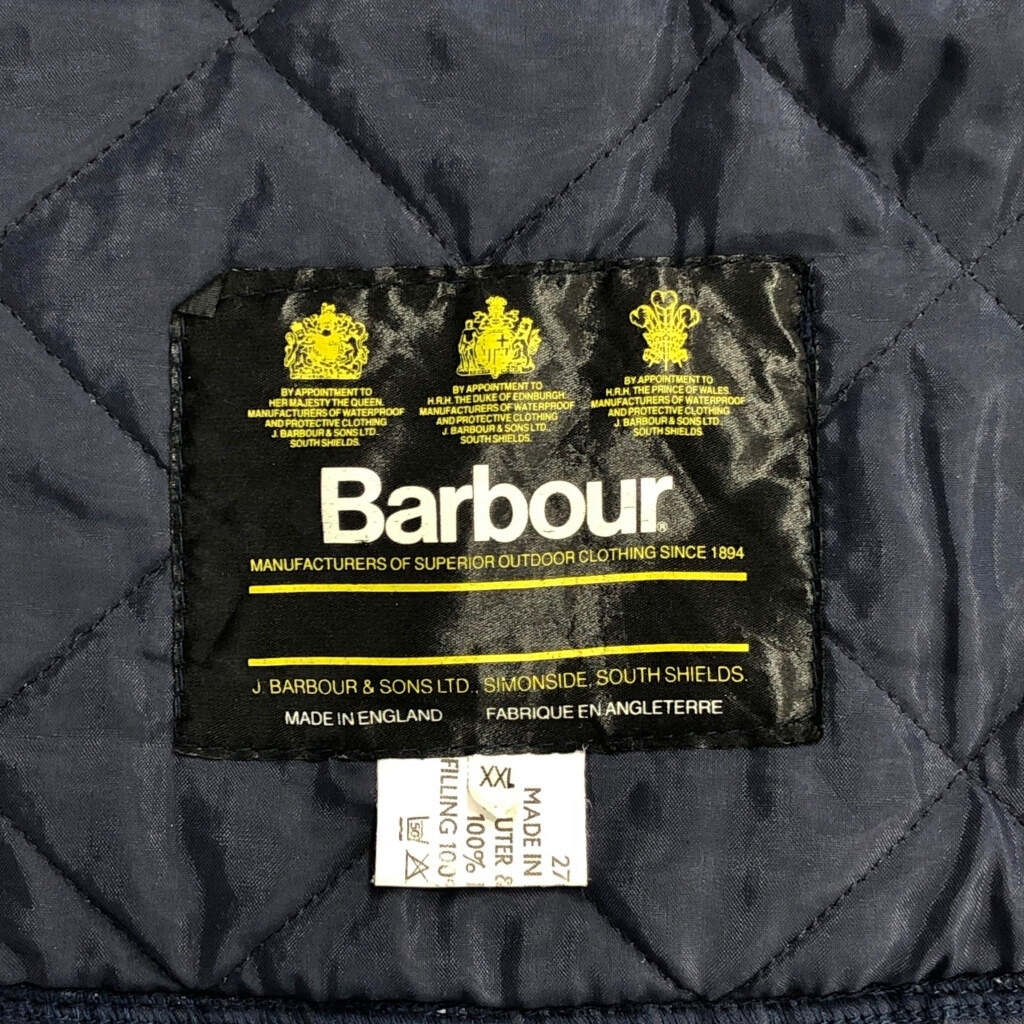 BY APPOINTMENT TO
HER MAJESTY THE QUEEN.
MANUFACTURERS OF WATERPROOF
AND PROTECTIVE CLOTHING
J. BARBOUR & SONS LTD.
SOUTH SHIELDS.
BY APPOINTMENT TO
H.R.H. THE DUKE OF EDINBURGH.
MANUFACTURERS OF WATERPROOF
AND PROTECTIVE CLOTHING
J. BARBOUR & SONS LTD.
SOUTH SHIELDS.
BY APPOINTMENT TO
H.R.H. THE PRINCE OF WALES.
MANUFACTURERS OF WATERPROOF
AND PROTECTIVE CLOTHING
J. BARBOUR & SONS LTD.
SOUTH SHIELDS.
Barbour®
MANUFACTURERS OF SUPERIOR OUTDOOR CLOTHING SINCE 1894
J. BARBOUR & SONS LTD., SIMONSIDE, SOUTH SHIELDS.
MADE IN ENGLAND FABRIQUE EN ANGLETERRE
XXL
27
MADE IN
UTER &
100%
FILLING 100%
50